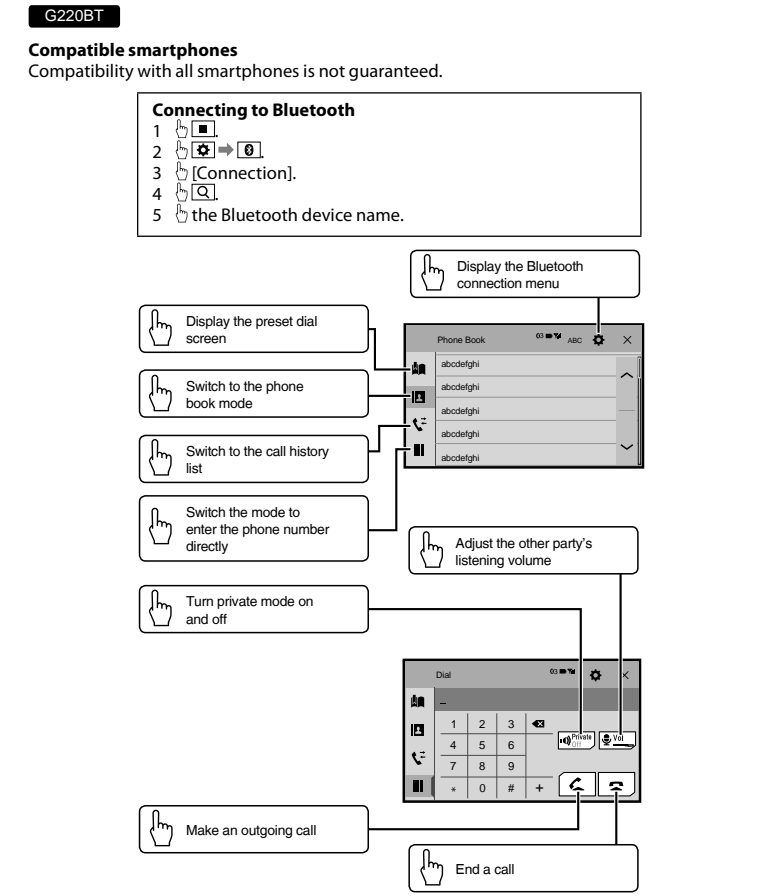 G220BT
Compatible smartphones
Compatibility with all smartphones is not guaranteed.
Connecting to Bluetooth
1 .
2 .
3 [Connection].
4 .
5 the Bluetooth device name.
Display the Bluetooth
connection menu
Display the preset dial
screen
Switch to the phone
book mode
Switch to the call history
list
Switch the mode to
enter the phone number
directly
Phone Book
03
ABC
abcdefghi
abcdefghi
abcdefghi
abcdefghi
abcdefghi
Adjust the other party's
listening volume
Turn private mode on
and off
Dial
03
_
1 2 3
4 5 6
7 8 9
* 0 # +
Private
Off
Vol
Make an outgoing call
End a call